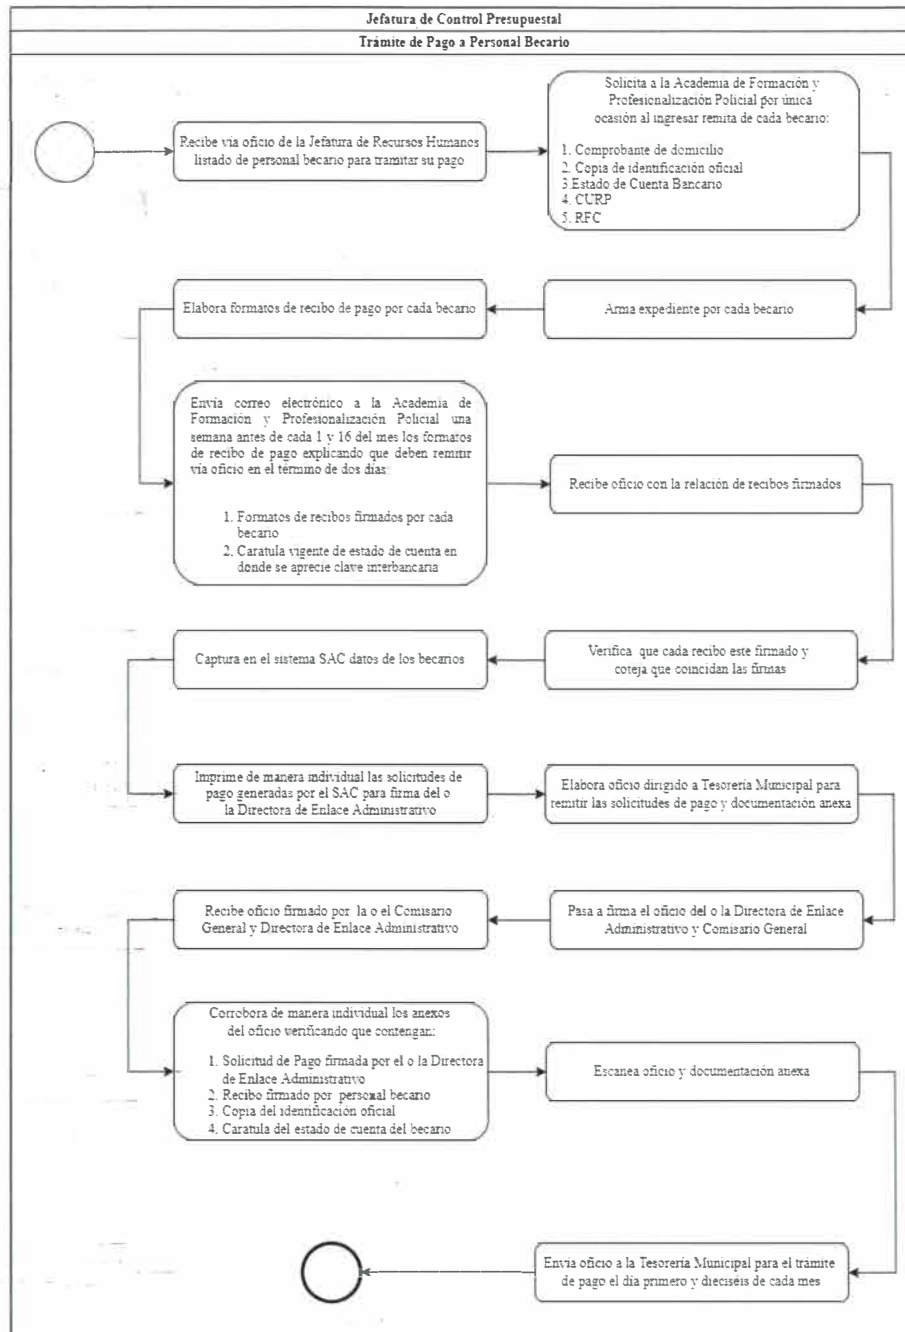 Jefatura de Control Presupuestal
Trámite de Pago a Personal Becario
Recibe vía oficio de la Jefatura de Recursos Humanos
listado de personal becario para tramitar su pago
Solicita a la Academia de Formación y
Profesionalización Policial por única
ocasión al ingresar remita de cada becario:
1. Comprobante de domicilio
2. Copia de identificación oficial
3.Estado de Cuenta Bancario
4. CURP
5. RFC
Arma expediente por cada becario
Elabora formatos de recibo de pago por cada becario
Envía correo electrónico a la Academia de
Formación y Profesionalización Policial una
semana antes de cada 1 y 16 del mes los formatos
de recibo de pago explicando que deben remitir
vía oficio en el término de dos días:
1. Formatos de recibos firmados por cada
becario
2. Caratula vigente de estado de cuenta en
donde se aprecie clave interbancaria
Recibe oficio con la relación de recibos firmados
Verifica que cada recibo este firmado y
coteja que coincidan las firmas
Captura en el sistema SAC datos de los becarios
Imprime de manera individual las solicitudes de
pago generadas por el SAC para firma del o
la Directora de Enlace Administrativo
Elabora oficio dirigido a Tesorería Municipal para
remitir las solicitudes de pago y documentación anexa
Pasa a firma el oficio del o la Directora de Enlace
Administrativo y Comisario General
Recibe oficio firmado por la o el Comisario
General y Directora de Enlace Administrativo
Corrobora de manera individual los anexos
del oficio verificando que contengan:
1. Solicitud de Pago firmada por el o la Directora
de Enlace Administrativo
2. Recibo firmado por personal becario
3. Copia del identificación oficial
4. Caratula del estado de cuenta del becario
Escanea oficio y documentación anexa
Envía oficio a la Tesorería Municipal para el trámite
de pago el día primero y dieciséis de cada mes